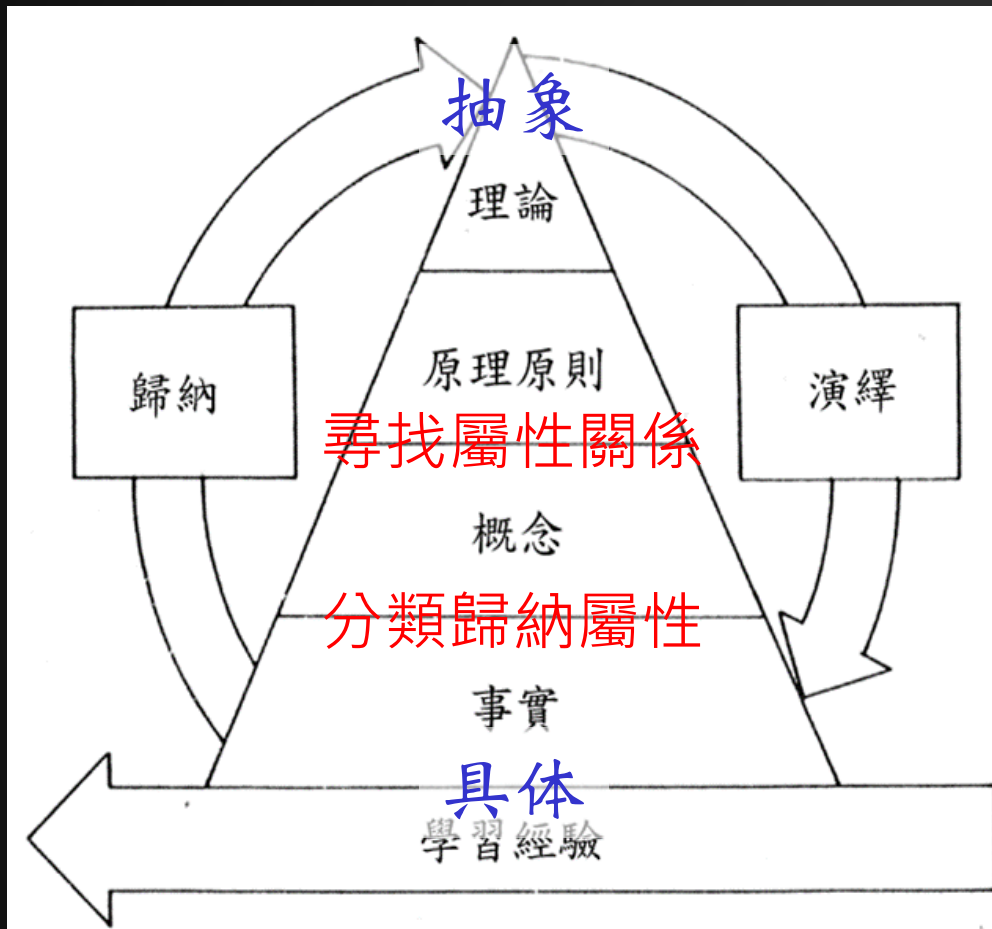 抽象
理論
原理原則
歸納
演繹
尋找屬性關係
概念
分類歸納屬性
事實
具体
學習經驗